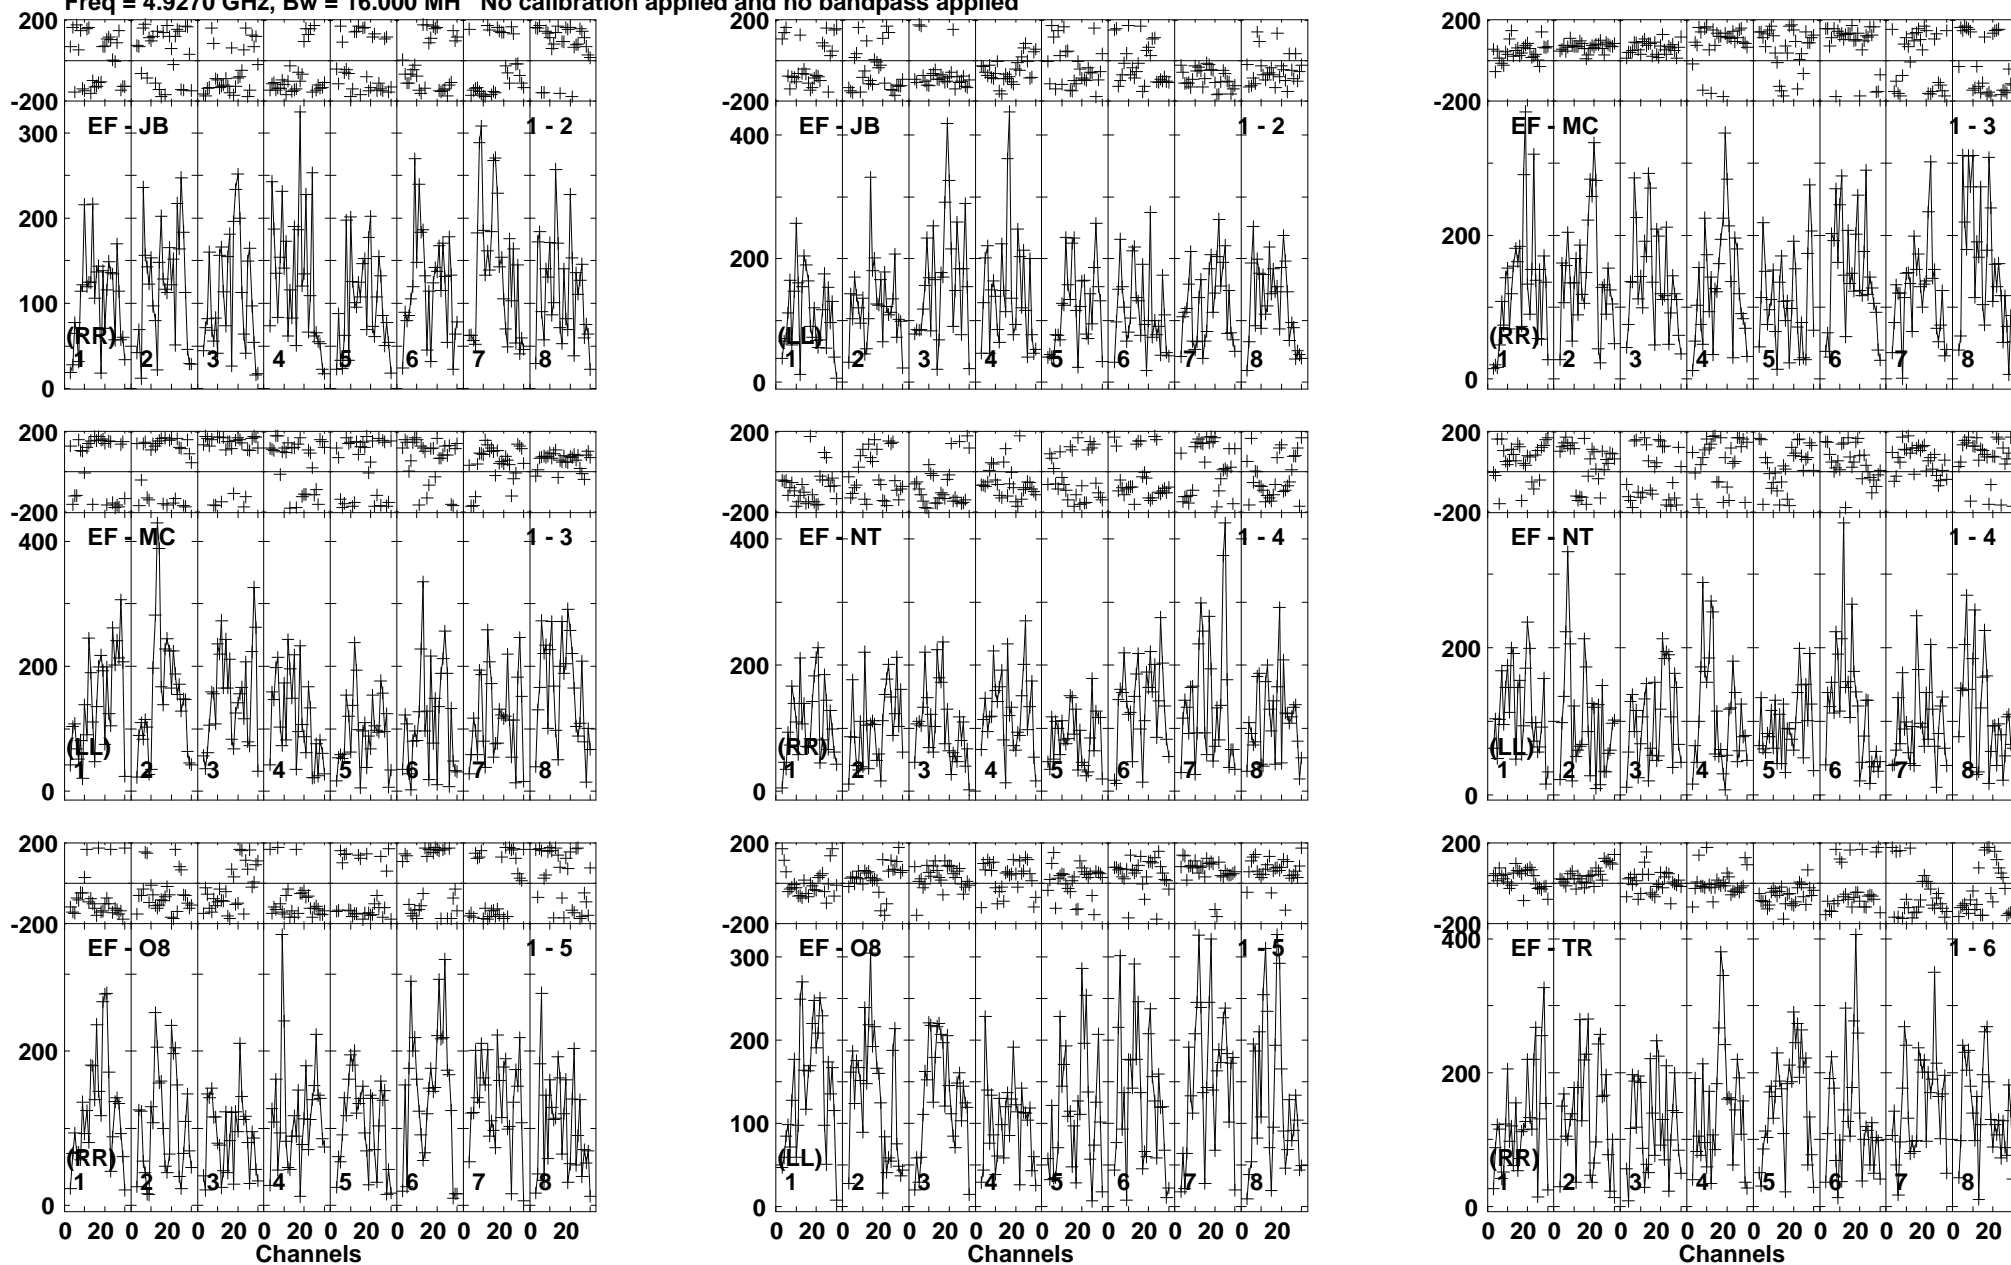 Freq = 4.9270 GHz, Bw = 16.000 MH No calibration applied and no bandpass applied
200 200 200
-200 -200 -200
EF - JB 1 - 2 EF - JB 1 - 2 EF - MC 1 - 3
300 400
200 200 200
100
(RR) (LL) (RR)
1 2 3 4 5 6 7 8 1 2 3 4 5 6 7 8 1 2 3 4 5 6 7 8
0 0 0
200 200 200
-200 -200 -200
EF - MC 1 - 3 EF - NT 1 - 4 EF - NT 1 - 4
400 400
200 200 200
(LL) (RR) (LL)
1 2 3 4 5 6 7 8 1 2 3 4 5 6 7 8 1 2 3 4 5 6 7 8
0 0 0
200 200 200
-200 -200 -200
400
EF - O8 1 - 5 EF - O8 1 - 5 EF - TR 1 - 6
300
200 200 200
100
(RR) (LL) (RR)
1 2 3 4 5 6 7 8 1 2 3 4 5 6 7 8 1 2 3 4 5 6 7 8
0 0 0
0 20 0 20 0 20 0 20 0 20 0 20 0 20 0 20 0 20 0 20 0 20 0 20 0 20 0 20 0 20 0 20 0 20 0 20 0 20 0 20 0 20 0 20 0 20 0 20
Channels Channels Channels